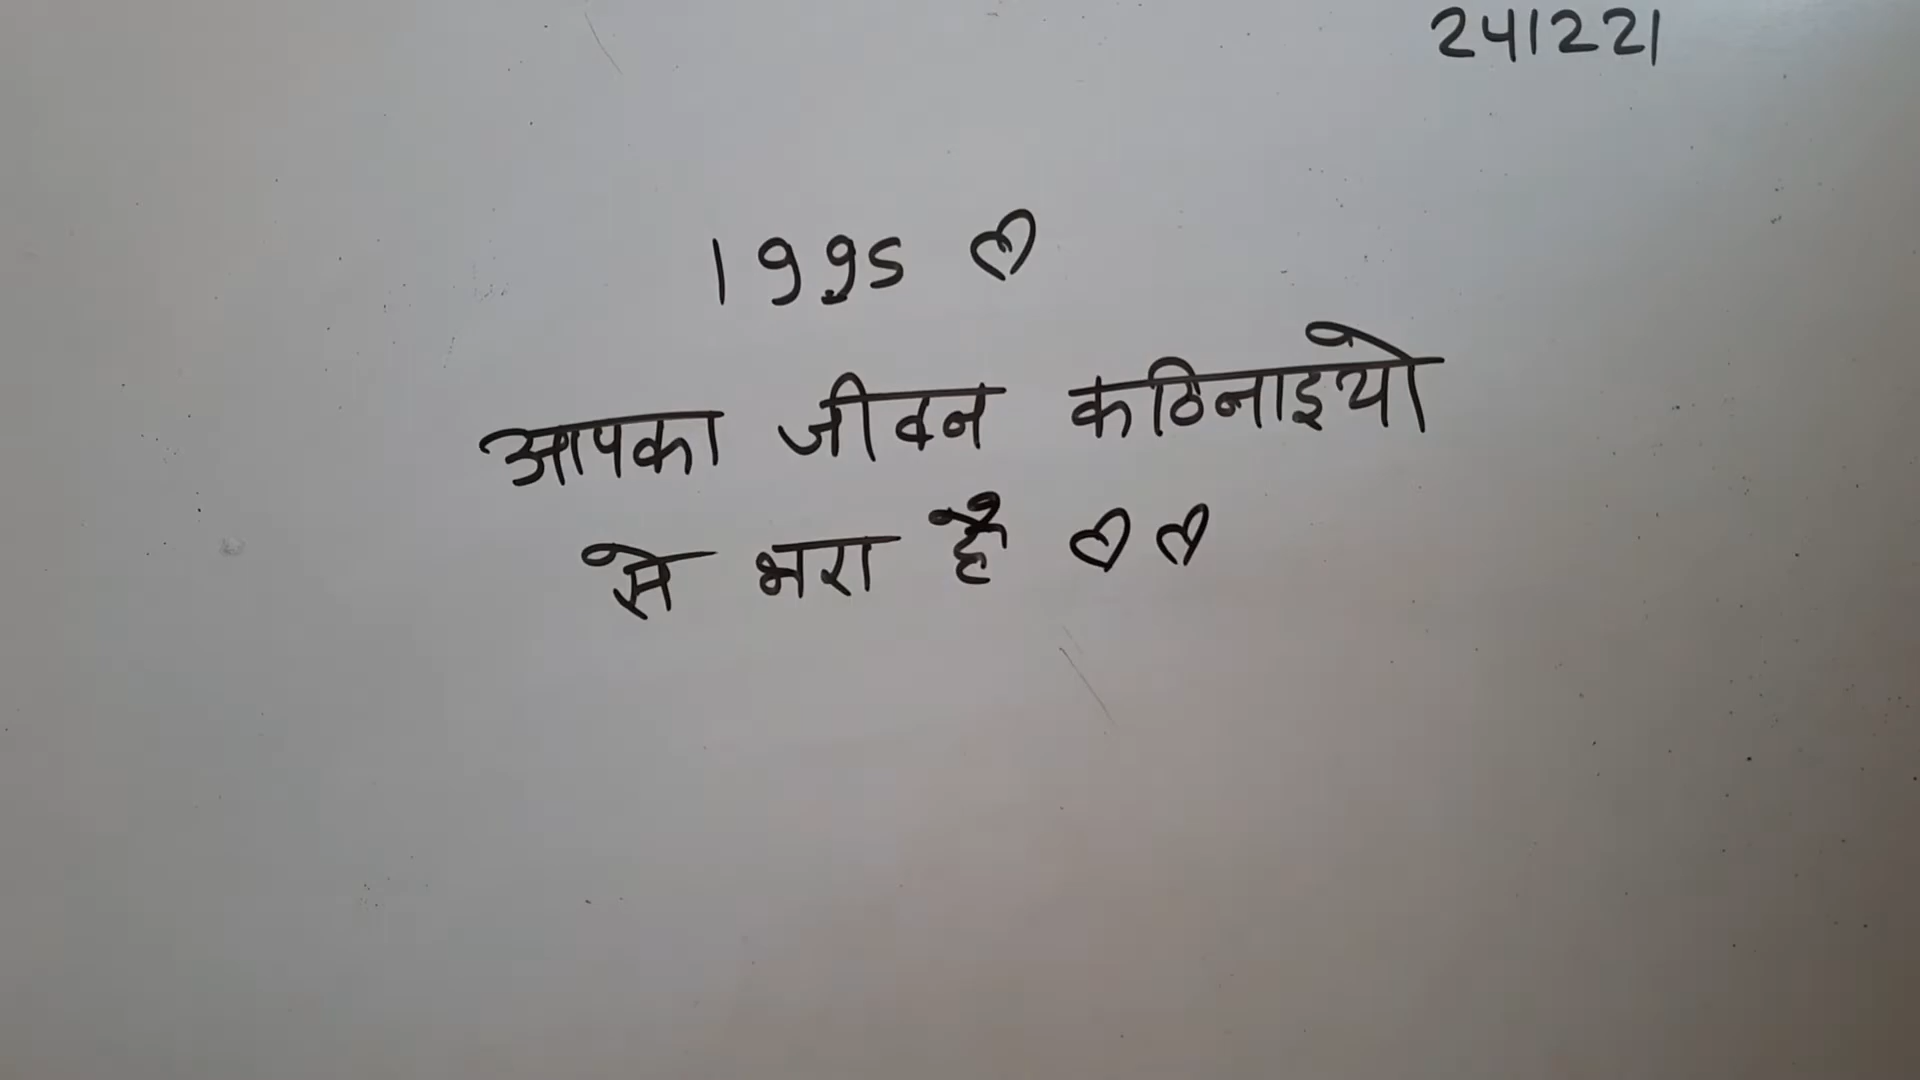 241221
1995 ♡
आपका जीवन कठिनाइयो
से भरा है ♡ ♡